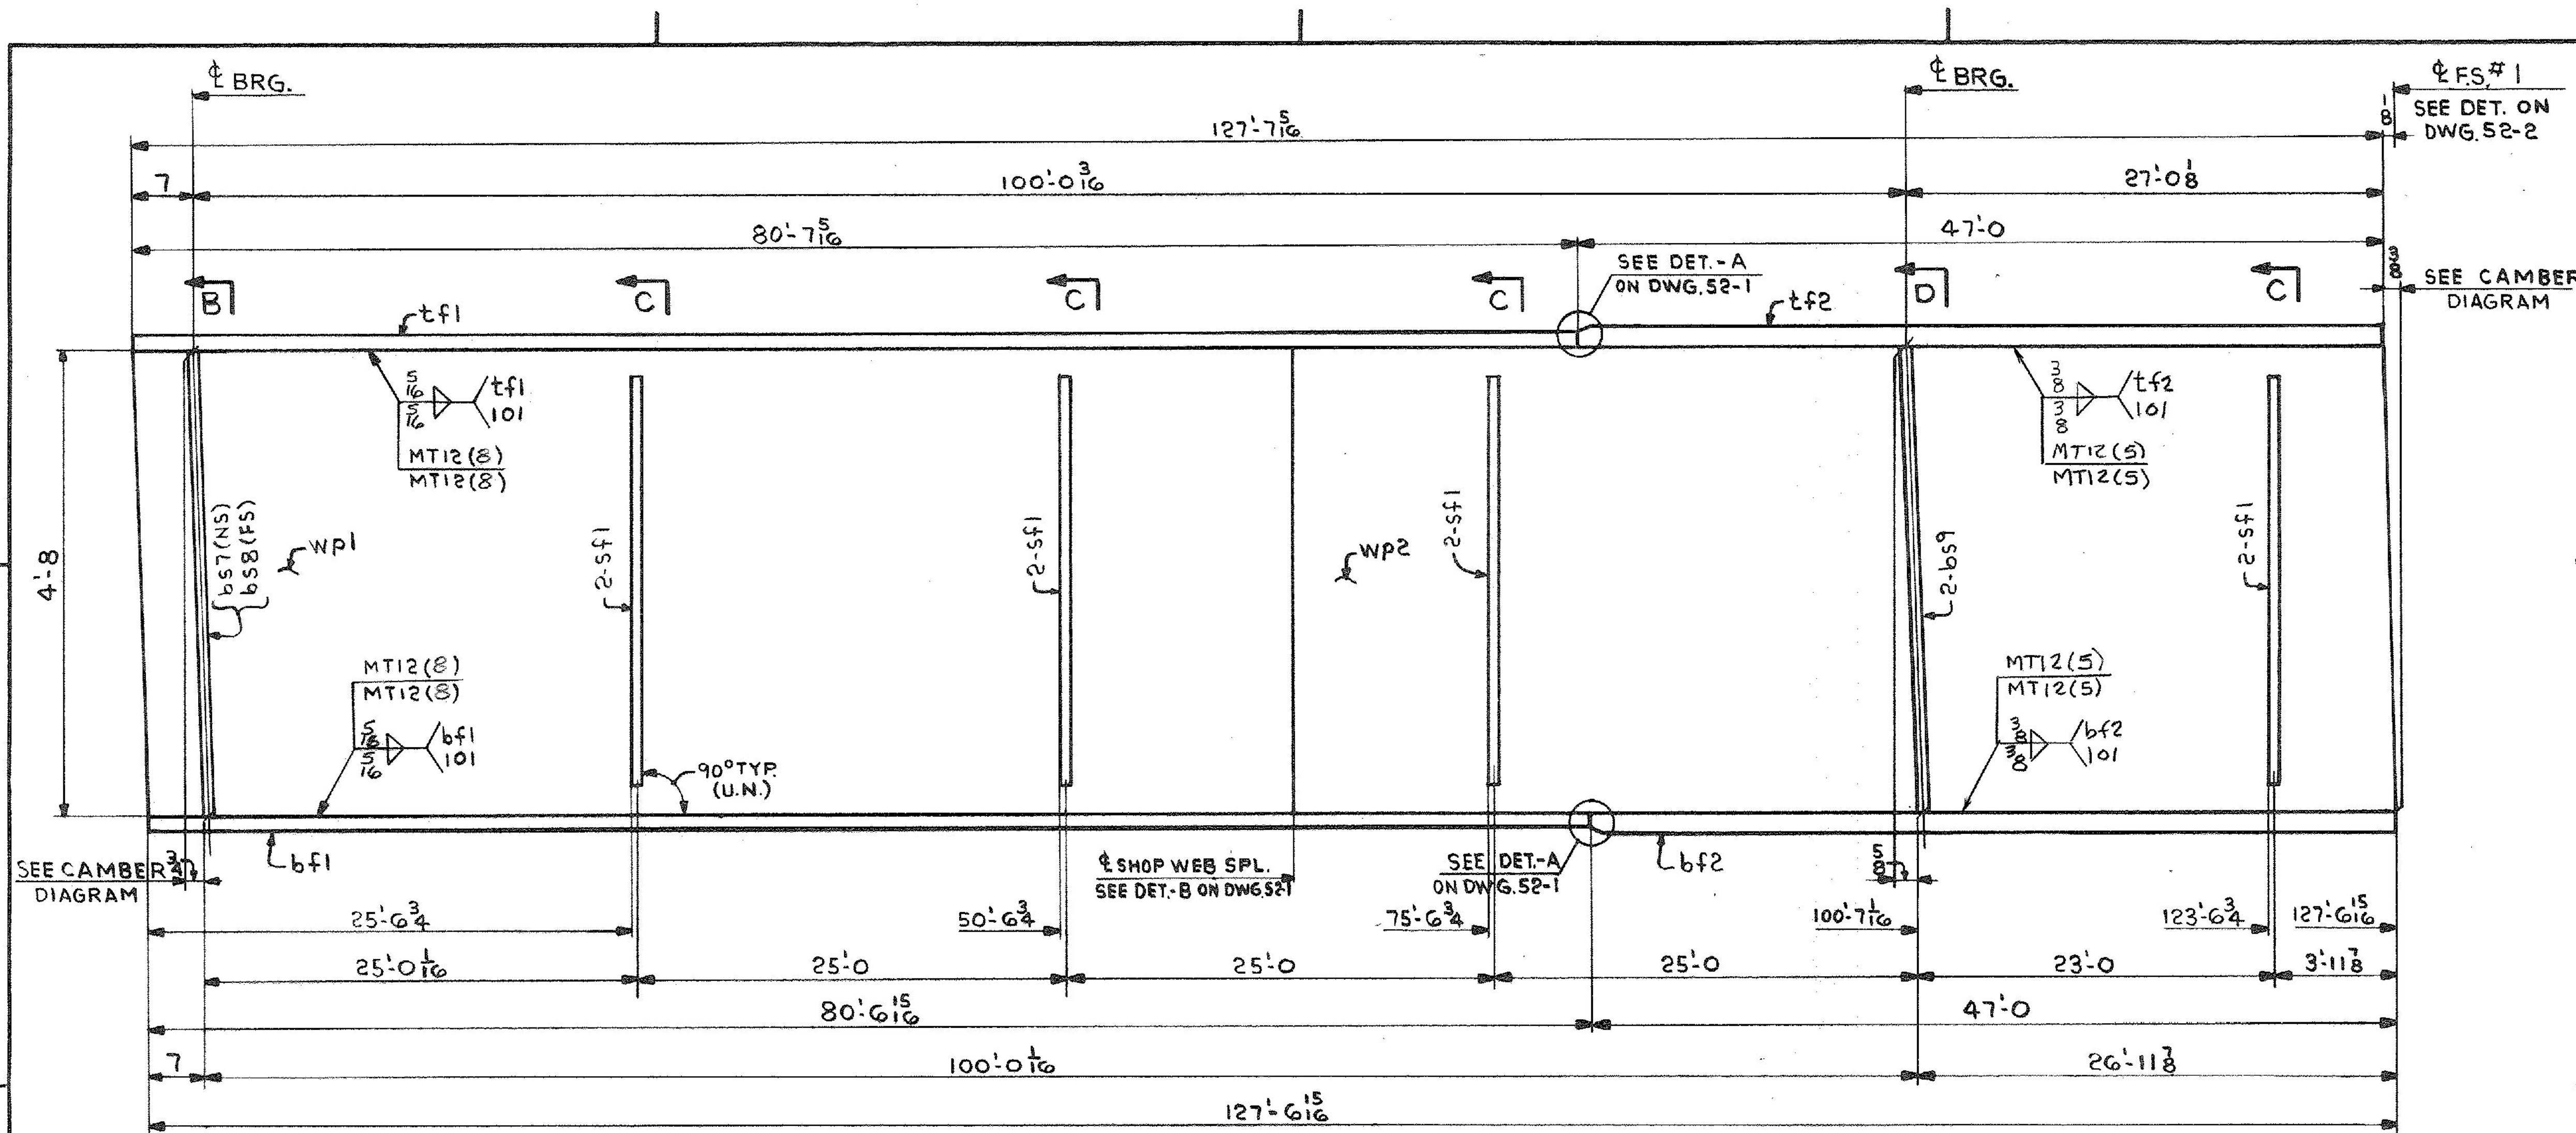 ℄ BRG.
℄ BRG.
℄ F.S.#1
SEE DET. ON
DWG. 52-2
1/8
127'-7 5/16
7
100'-0 3/16
27'-0 1/8
80'-7 5/16
47'-0
SEE DET.-A
ON DWG. 52-1
3/8
SEE CAMBER
DIAGRAM
B
C
C
C
D
C
tf1
tf2
5/16
5/16
tf1
101
MT12(8)
MT12(8)
3/8
3/8
tf2
101
MT12(5)
MT12(5)
4'-8
bs7(NS)
bs8(FS)
wp1
2-sf1
2-sf1
wp2
2-sf1
2-bs9
2-sf1
MT12(8)
MT12(8)
5/16
5/16
bf1
101
90° TYP.
(U.N.)
MT12(5)
MT12(5)
3/8
3/8
bf2
101
SEE CAMBER
DIAGRAM
3/4
bf1
℄ SHOP WEB SPL.
SEE DET.-B ON DWG 52-1
SEE DET.-A
ON DWG. 52-1
bf2
5/8
25'-6 3/4
50'-6 3/4
75'-6 3/4
100'-7 1/16
123'-6 3/4
127'-6 15/16
25'-0 1/16
25'-0
25'-0
25'-0
23'-0
3'-11 7/8
80'-6 15/16
47'-0
7
100'-0 1/16
26'-11 7/8
127'-6 15/16